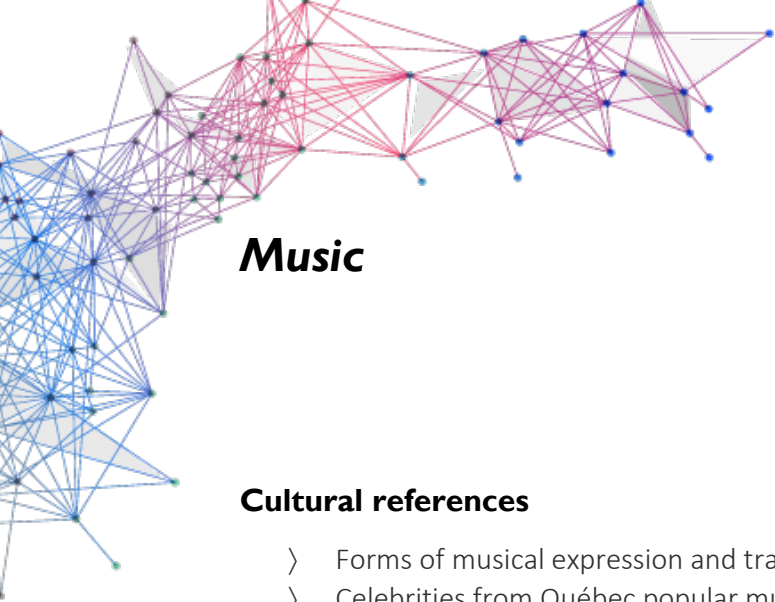 Music
Cultural references
〉 Forms of musical expression and
〉 Celebrities from Québec popular